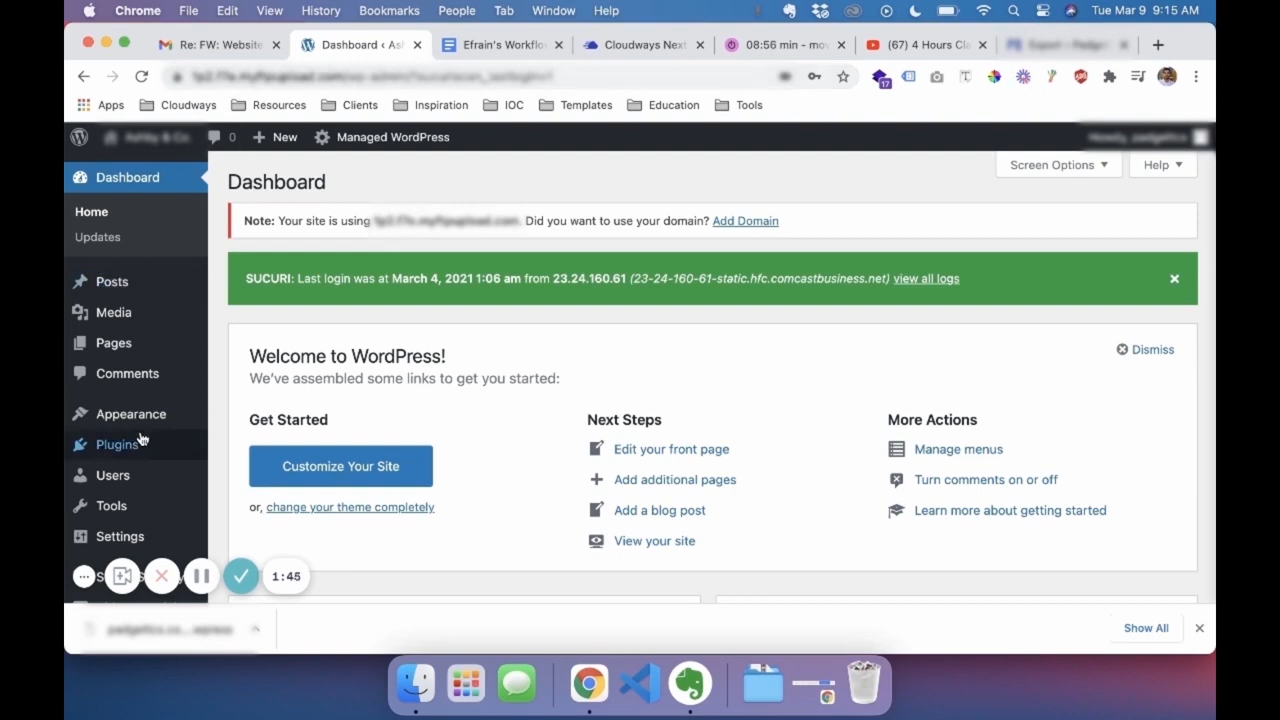 Chrome File Edit View History Bookmarks People Tab Window Help Tue Mar 9 9:15 AM
Re: FW: Website Dashboard ‹ Ash Efrain's Workflo Cloudways Next 08:56 min - mov (67) 4 Hours Cla
17
Apps Cloudways Resources Clients Inspiration IOC Templates Education Tools
0 New Managed WordPress
Dashboard
Home
Updates
Posts
Media
Pages
Comments
Appearance
Plugins
Users
Tools
Settings
1:45
Screen Options Help
Dashboard
Note: Your site is using Did you want to use your domain? Add Domain
SUCURI: Last login was at March 4, 2021 1:06 am from 23.24.160.61 (23-24-160-61-static.hfc.comcastbusiness.net) view all logs
Welcome to WordPress!
Dismiss
We've assembled some links to get you started:
Get Started
Customize Your Site
or, change your theme completely
Next Steps
Edit your front page
Add additional pages
Add a blog post
View your site
More Actions
Manage menus
Turn comments on or off
Learn more about getting started
Show All